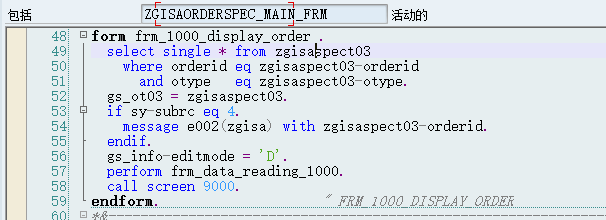 包括 ZGISAORDERSPEC_MAIN_FRM 活动的
48 form frm_1000_display_order .
49 select single * from zgisaspect03
50 where orderid eq zgisaspect03-orderid
51 and otype eq zgisaspect03-otype.
52 gs_ot03 = zgisaspect03.
53 if sy-subrc eq 4.
54 message e002(zgisa) with zgisaspect03-orderid.
55 endif.
56 gs_info-editmode = 'D'.
57 perform frm_data_reading_1000.
58 call screen 9000.
59 endform. " FRM_1000_DISPLAY_ORDER
60 *&